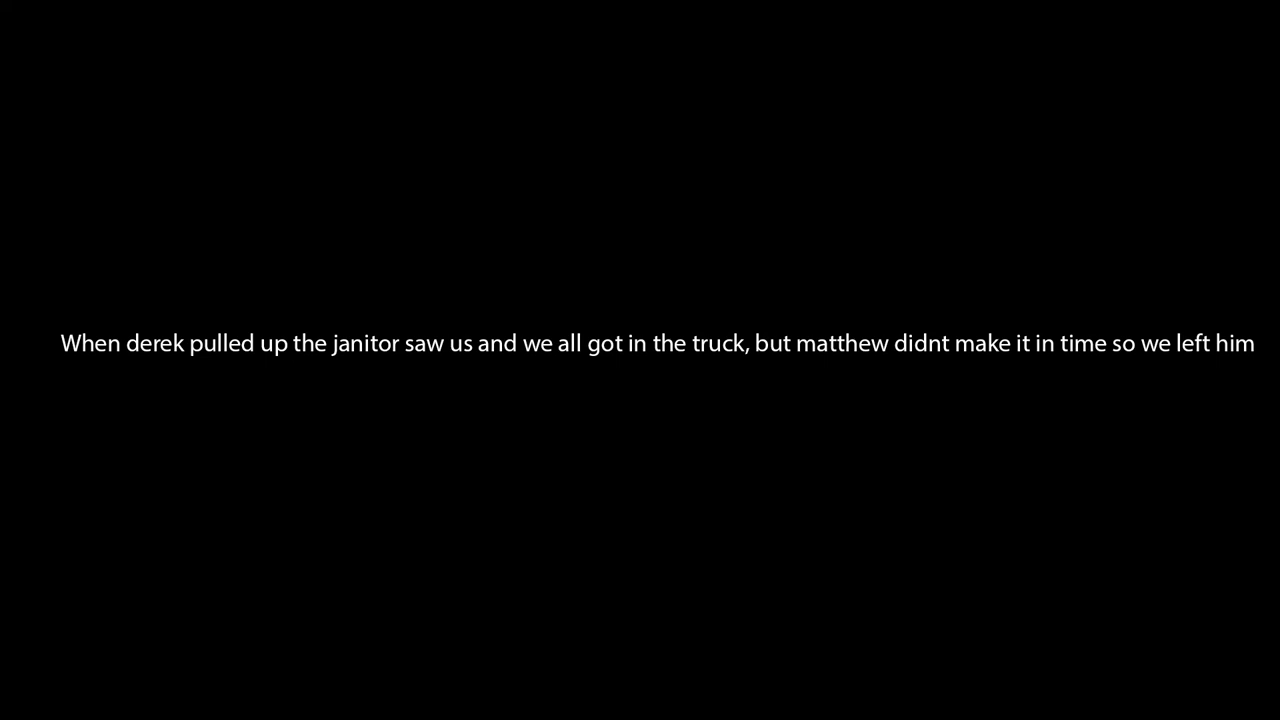 When derek pulled up the janitor saw us and we all got in the truck, but matthew didnt make it in time so we left him